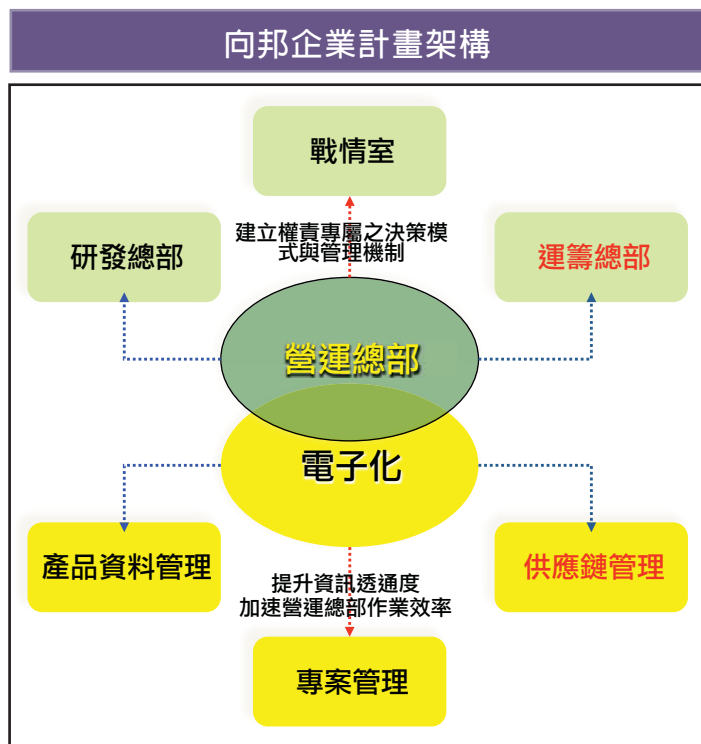 向邦企業計畫架構
戰情室
建立權責專屬之決策模
式與管理機制
研發總部
運籌總部
營運總部
電子化
產品資料管理
供應鏈管理
提升資訊透通度
加速營運總部作業效率
專案管理